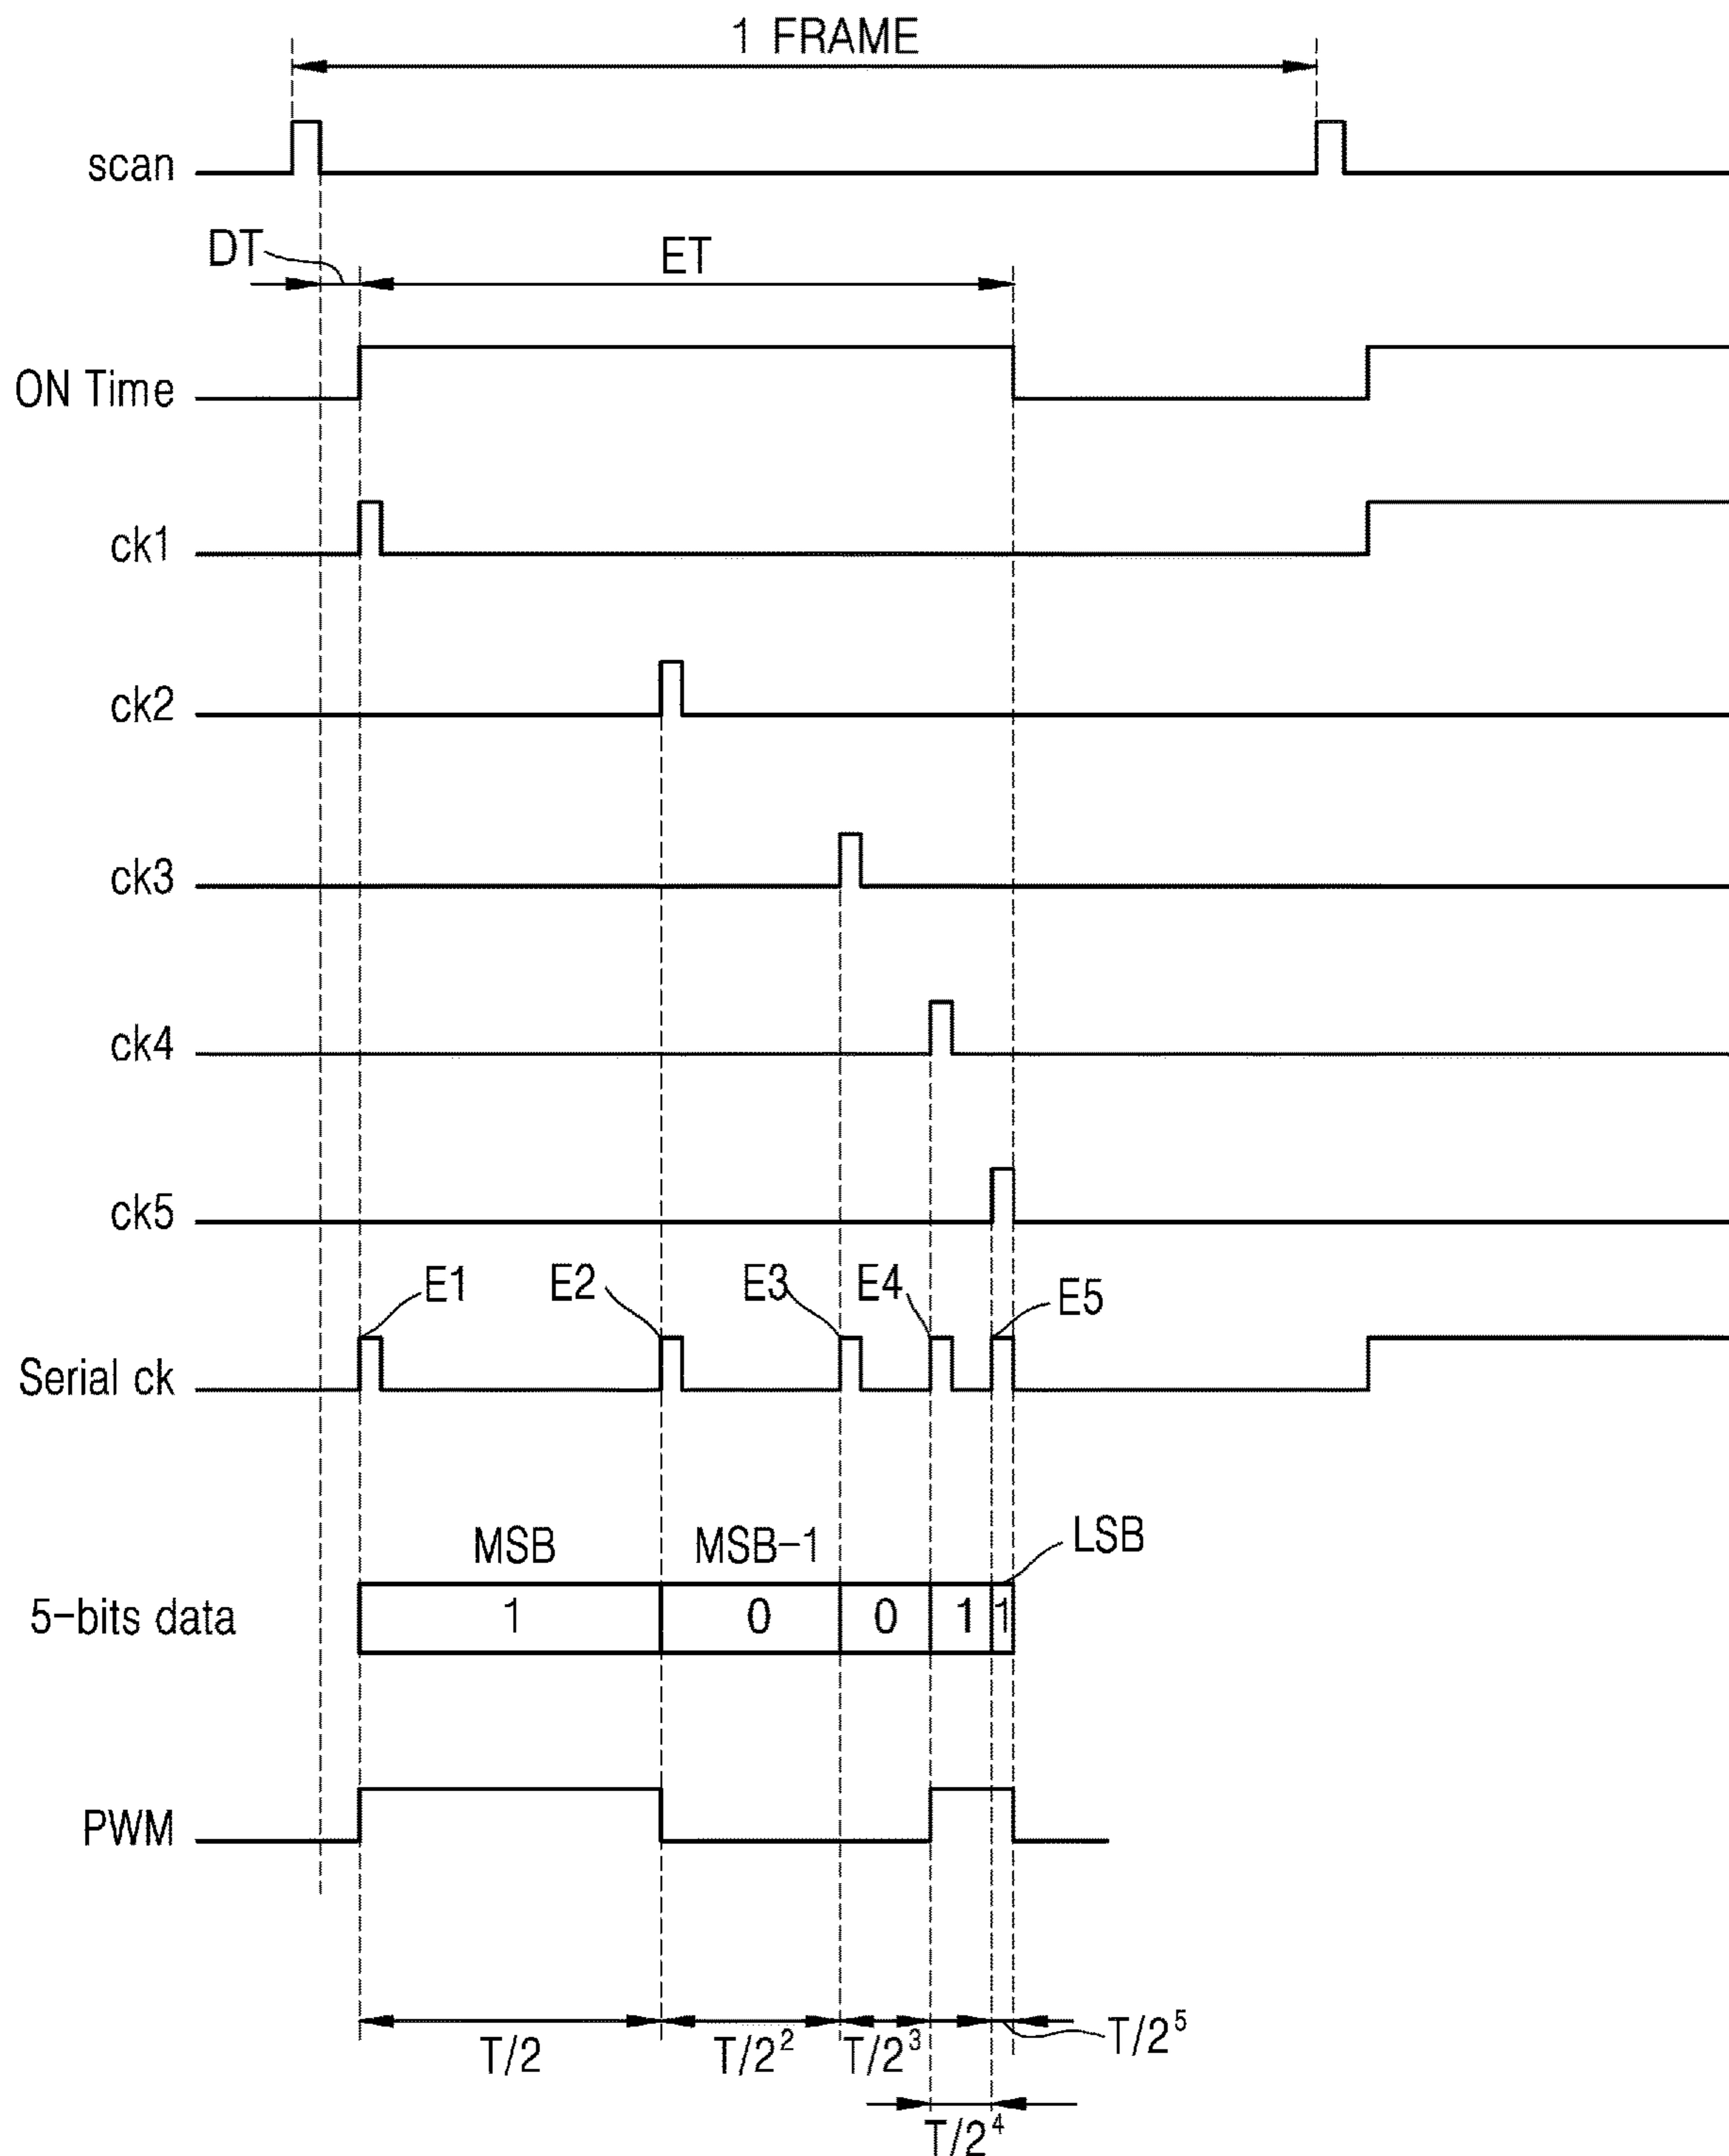 1 FRAME
scan
DT
ET
ON Time
ck1
ck2
ck3
ck4
ck5
E1
E2
E3
E4
E5
Serial ck
MSB
MSB-1
LSB
5-bits data
1
0
0
1
1
PWM
T/2
T/2²
T/2³
T/2⁵
T/2⁴